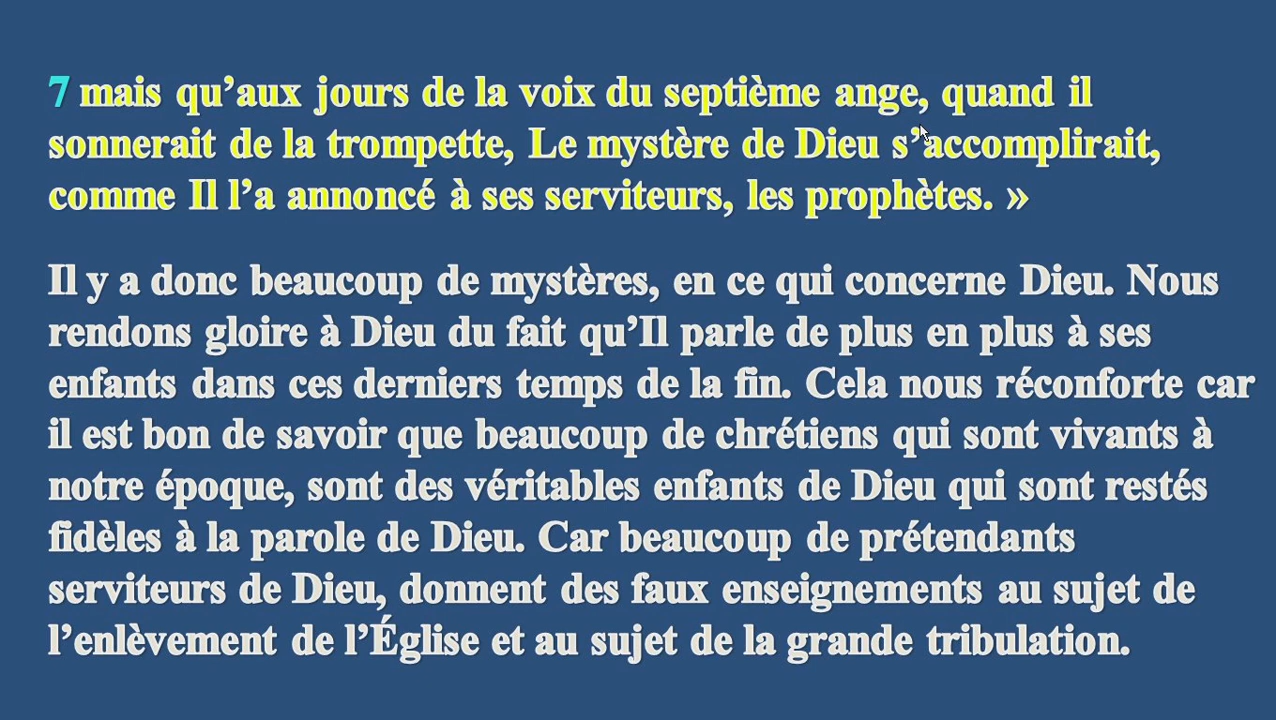 7 mais qu’aux jours de la voix du septième ange, quand il
sonnerait de la trompette, Le mystère de Dieu s’accomplirait,
comme Il l’a annoncé à ses serviteurs, les prophètes. »
Il y a donc beaucoup de mystères, en ce qui concerne Dieu. Nous
rendons gloire à Dieu du fait qu’Il parle de plus en plus à ses
enfants dans ces derniers temps de la fin. Cela nous réconforte car
il est bon de savoir que beaucoup de chrétiens qui sont vivants à
notre époque, sont des véritables enfants de Dieu qui sont restés
fidèles à la parole de Dieu. Car beaucoup de prétendants
serviteurs de Dieu, donnent des faux enseignements au sujet de
l’enlèvement de l’Église et au sujet de la grande tribulation.